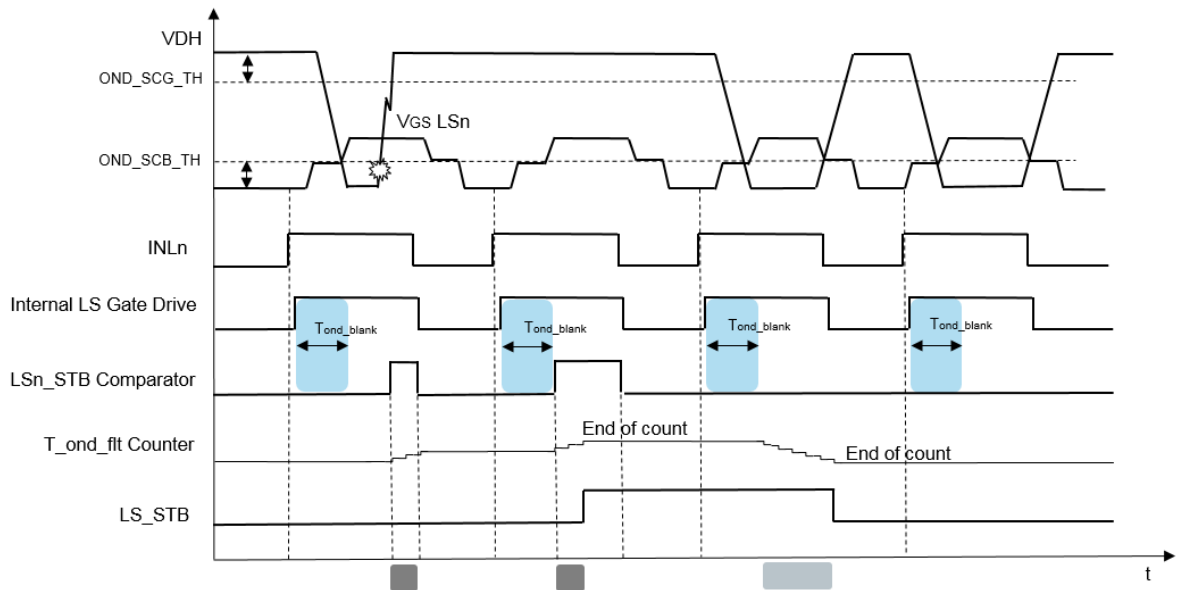 VDH
OND_SCG_TH
VGS LSn
OND_SCB_TH
INLn
Internal LS Gate Drive
Tond_blank
Tond_blank
Tond_blank
Tond_blank
LSn_STB Comparator
T_ond_flt Counter
End of count
End of count
LS_STB
t